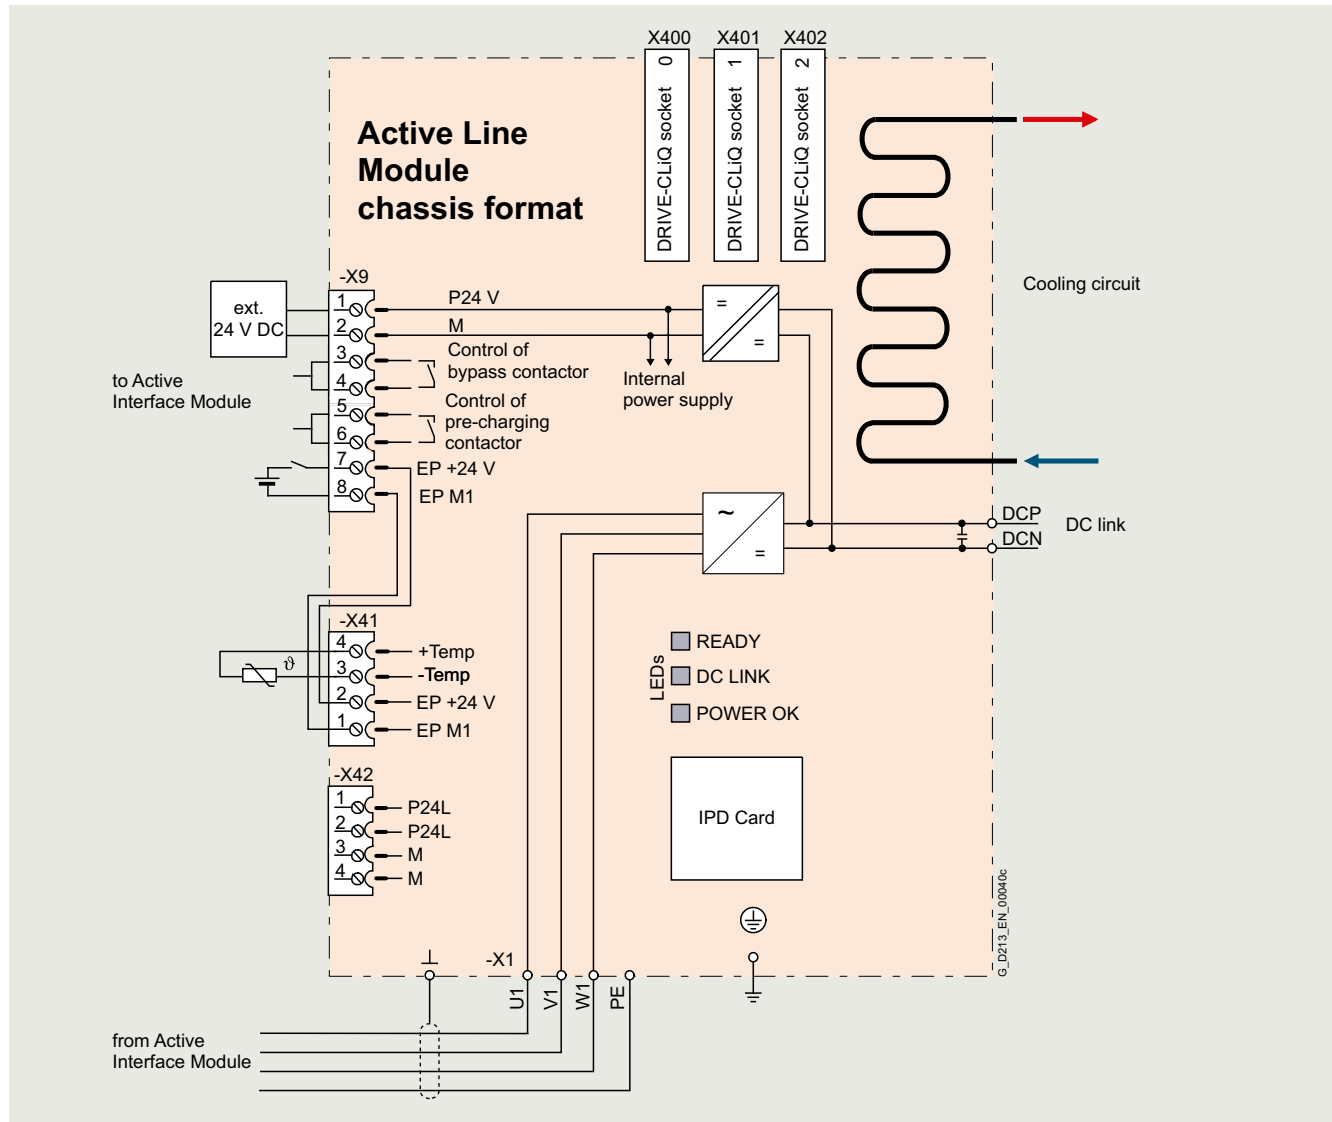 X400 X401 X402
DRIVE-CLiQ socket 0
DRIVE-CLiQ socket 1
DRIVE-CLiQ socket 2
Active Line
Module
chassis format
Cooling circuit
-X9
ext.
24 V DC
1
2
3
4
5
6
7
8
P24 V
M
Control of
bypass contactor
Control of
pre-charging
contactor
EP +24 V
EP M1
to Active
Interface Module
=
=
Internal
power supply
~
=
DCP
DCN
DC link
-X41
ϑ
4 +Temp
3 -Temp
2 EP +24 V
1 EP M1
LEDs
READY
DC LINK
POWER OK
-X42
1 P24L
2 P24L
3 M
4 M
IPD Card
G_D213_EN_00040c
-X1
U1
V1
W1
PE
from Active
Interface Module